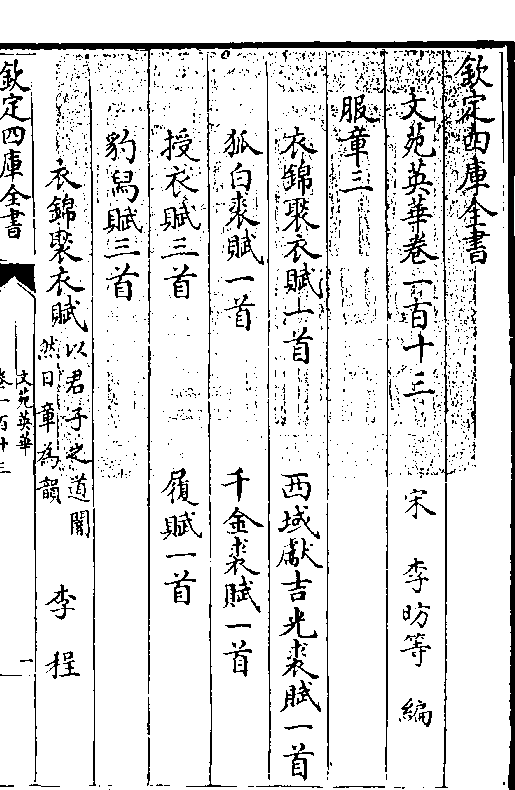 欽定四庫全書
文苑英華卷一百十三
宋 李昉等 編
服章三
衣錦褧衣賦一首 西域獻吉光裘賦一首
狐白裘賦一首 千金裘賦一首
授衣賦三首 履賦一首
豹舄賦三首
衣錦褧衣賦 以君子之道闇然日章為韻 李程
欽定四庫全書
文苑英華
卷一百十三
一